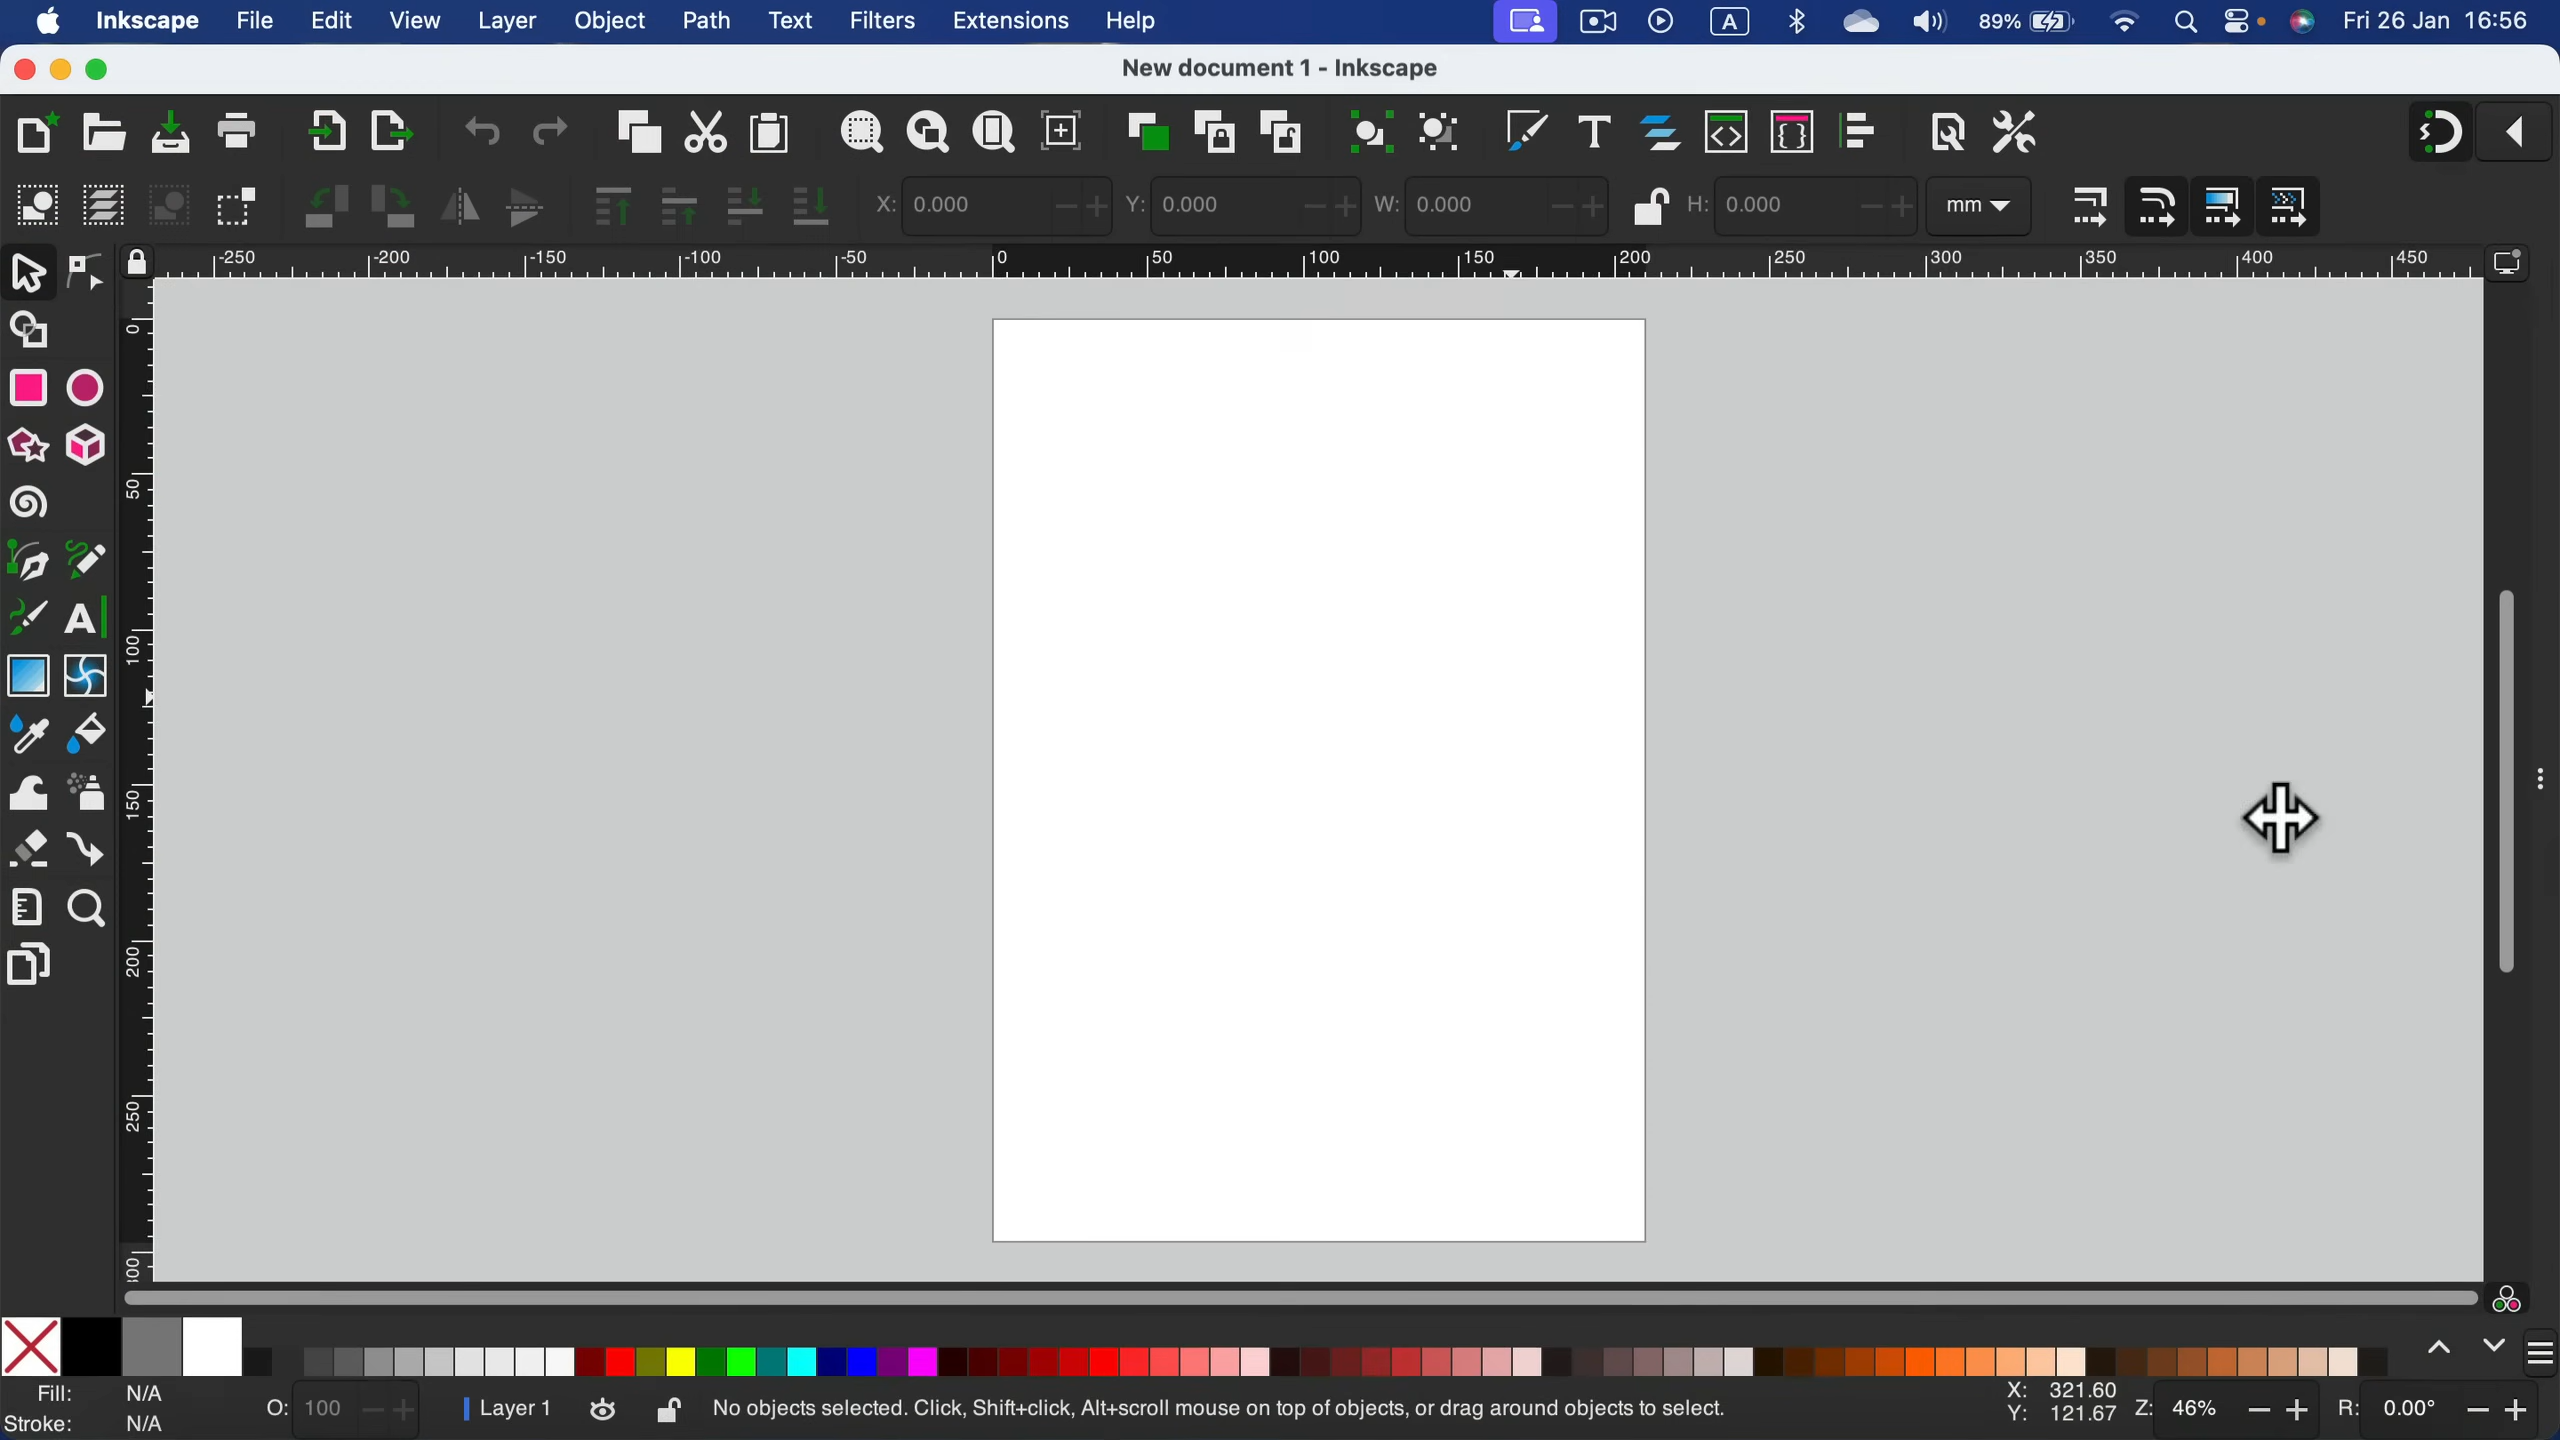 Inkscape File Edit View Layer Object Path Text Filters Extensions Help A 89% Fri 26 Jan 16:56
New document 1 - Inkscape
X: 0.000 Y: 0.000 W: 0.000 H: 0.000 mm
-250 -200 -150 -100 -50 0 50 100 150 200 250 300 350 400 450
0
50
100
150
200
250
300
Fill: N/A
Stroke: N/A
O: 100 Layer 1 No objects selected. Click, Shift+click, Alt+scroll mouse on top of objects, or drag around objects to select.
X: 321.60
Y: 121.67
Z: 46% R: 0.00°